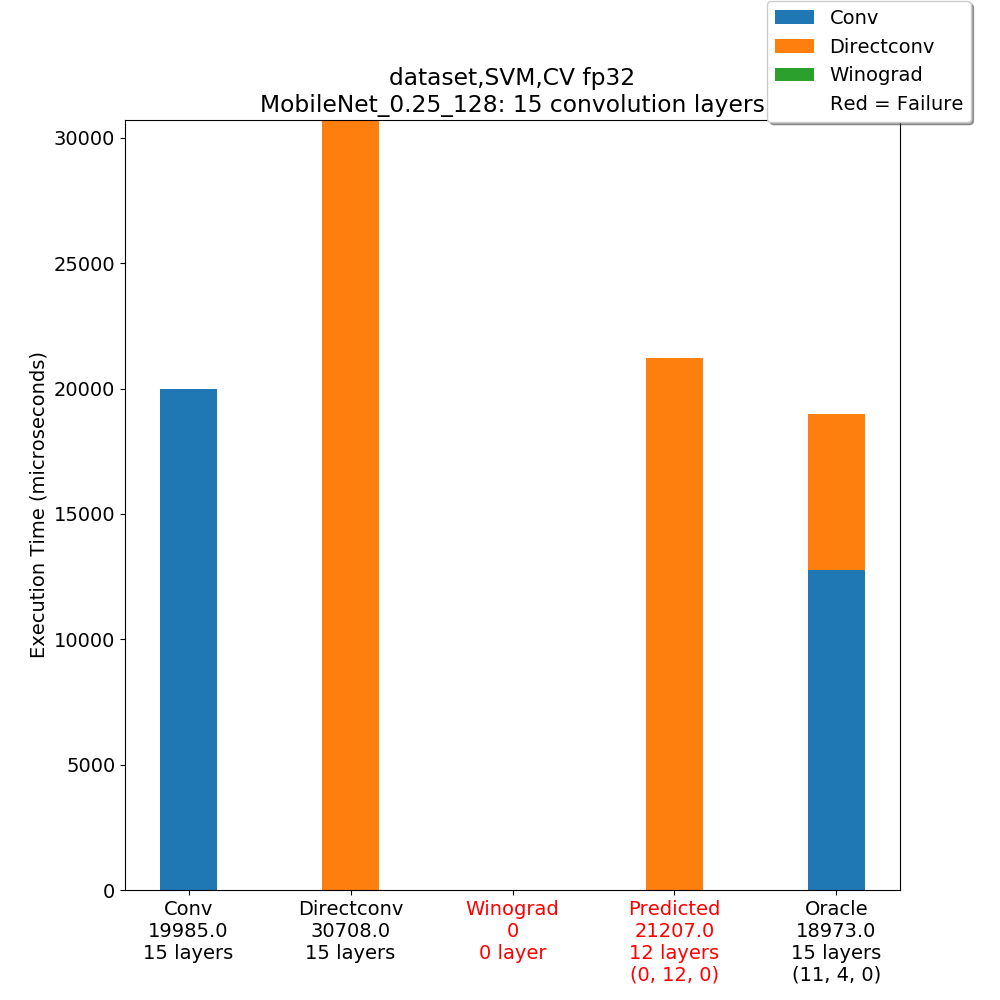 Conv
Directconv
Winograd
Red = Failure
dataset,SVM,CV fp32
MobileNet_0.25_128: 15 convolution layers
Execution Time (microseconds)
30000
25000
20000
15000
10000
5000
0
Conv
19985.0
15 layers
Directconv
30708.0
15 layers
Winograd
0
0 layer
Predicted
21207.0
12 layers
(0, 12, 0)
Oracle
18973.0
15 layers
(11, 4, 0)